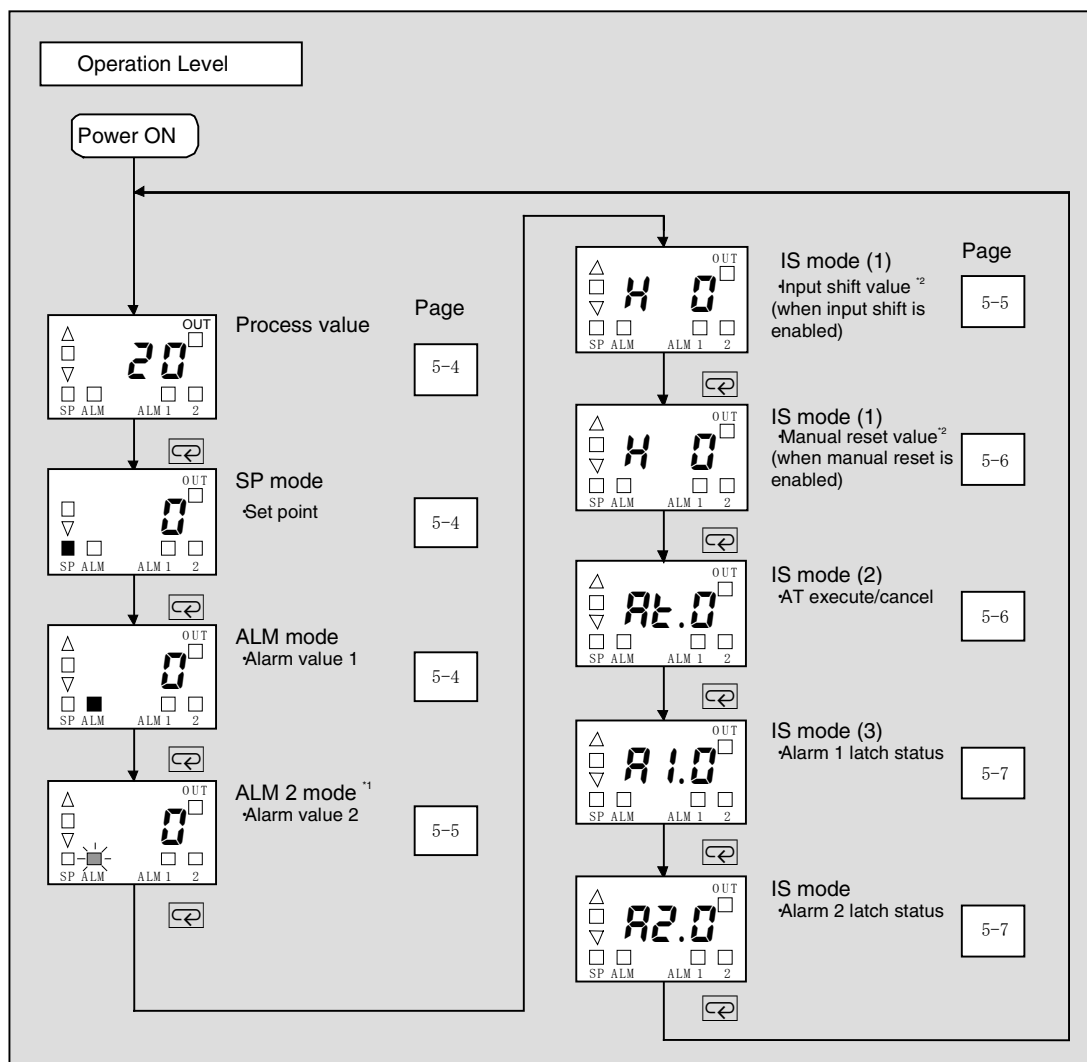 Operation Level
Power ON
OUT
20
SP ALM ALM 1 2
Process value
Page
5-4
OUT
0
SP ALM ALM 1 2
SP mode
·Set point
5-4
OUT
0
SP ALM ALM 1 2
ALM mode
·Alarm value 1
5-4
OUT
0
SP ALM ALM 1 2
ALM 2 mode *1
·Alarm value 2
5-5
OUT
H 0
SP ALM ALM 1 2
IS mode (1)
·Input shift value *2
(when input shift is
enabled)
Page
5-5
OUT
H 0
SP ALM ALM 1 2
IS mode (1)
·Manual reset value*2
(when manual reset is
enabled)
5-6
OUT
At.0
SP ALM ALM 1 2
IS mode (2)
·AT execute/cancel
5-6
OUT
A1.0
SP ALM ALM 1 2
IS mode (3)
·Alarm 1 latch status
5-7
OUT
A2.0
SP ALM ALM 1 2
IS mode
·Alarm 2 latch status
5-7